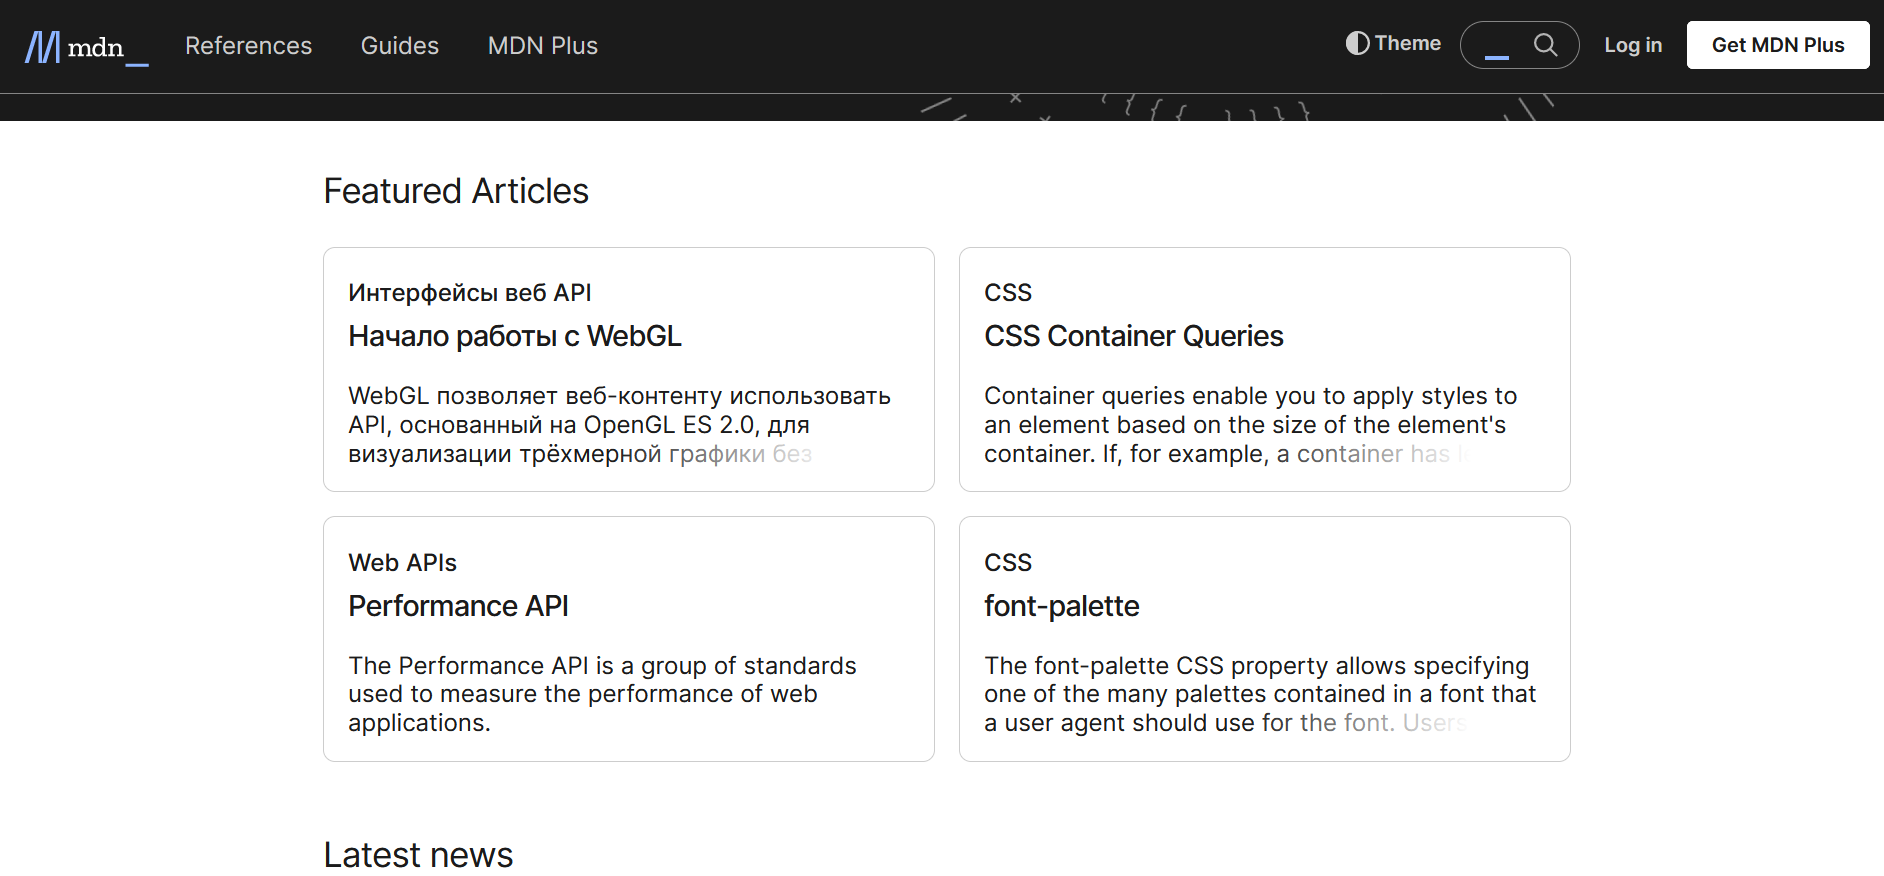 mdn_
References
Guides
MDN Plus
Theme
Log in
Get MDN Plus
Featured Articles
Интерфейсы веб API
Начало работы с WebGL
WebGL позволяет веб-контенту использовать
API, основанный на OpenGL ES 2.0, для
визуализации трёхмерной графики без
CSS
CSS Container Queries
Container queries enable you to apply styles to
an element based on the size of the element's
container. If, for example, a container has
Web APIs
Performance API
The Performance API is a group of standards
used to measure the performance of web
applications.
CSS
font-palette
The font-palette CSS property allows specifying
one of the many palettes contained in a font that
a user agent should use for the font. Users
Latest news